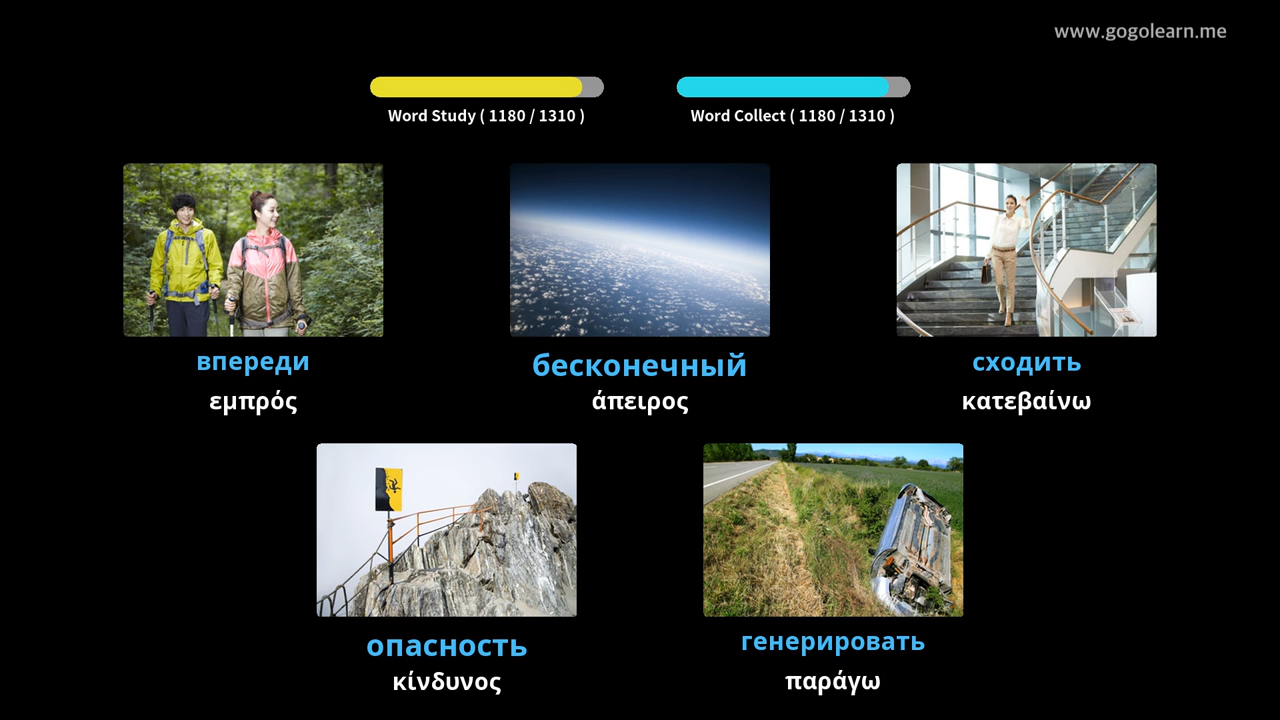 www.gogolearn.me
Word Study ( 1180 / 1310 )
Word Collect ( 1180 / 1310 )
впереди
εμπρός
бесконечный
άπειρος
сходить
κατεβαίνω
опасность
κίνδυνος
генерировать
παράγω